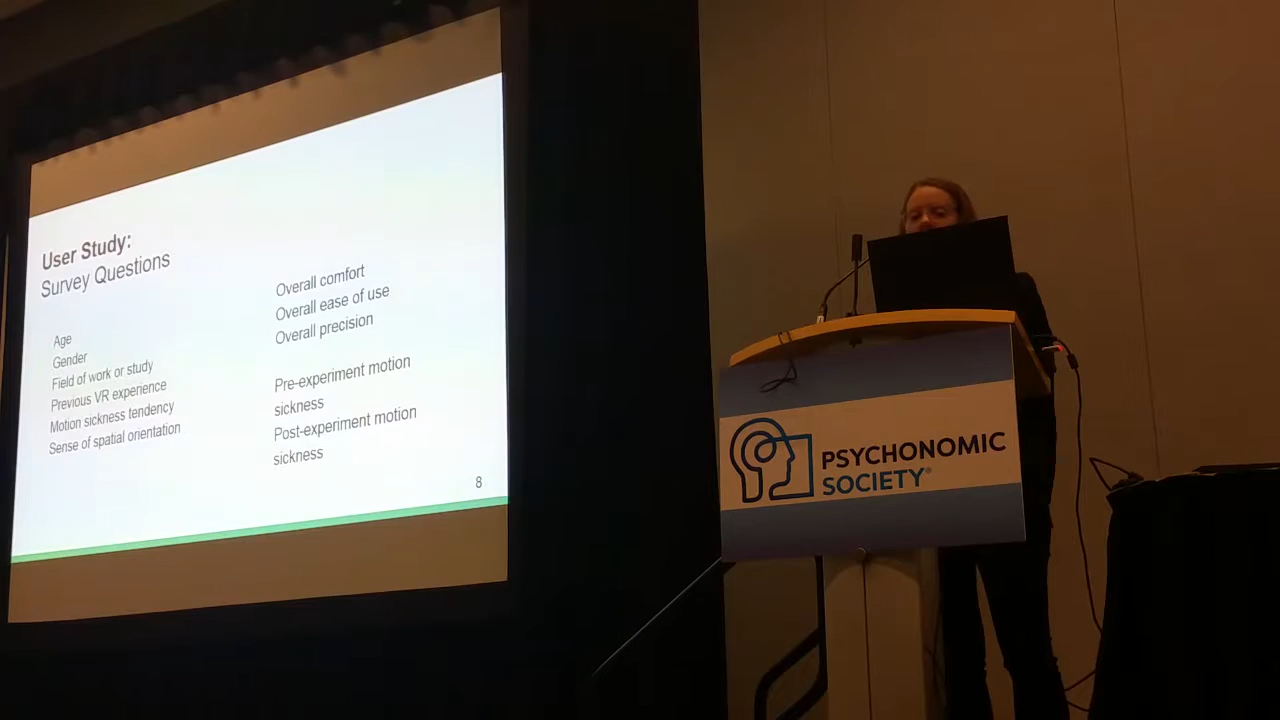 User Study:
Survey Questions
Age
Gender
Field of work or study
Previous VR experience
Motion sickness tendency
Sense of spatial orientation
Overall comfort
Overall ease of use
Overall precision
Pre-experiment motion
sickness
Post-experiment motion
sickness
8
PSYCHONOMIC
SOCIETY®